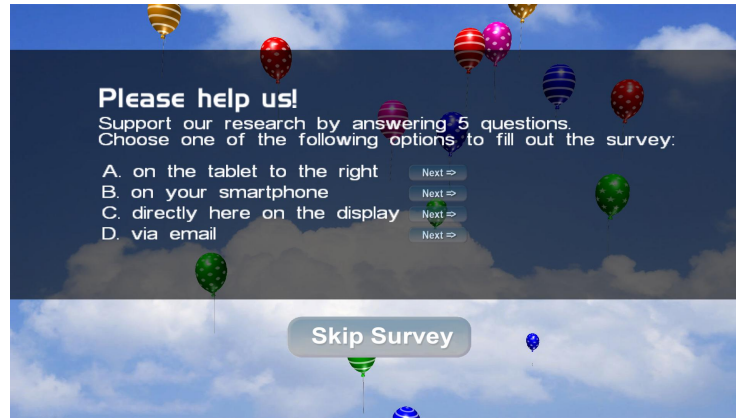 Please help us!
Support our research by answering 5 questions.
Choose one of the following options to fill out the survey:
A. on the tablet to the right Next ⇨
B. on your smartphone Next ⇨
C. directly here on the display Next ⇨
D. via email Next ⇨
Skip Survey